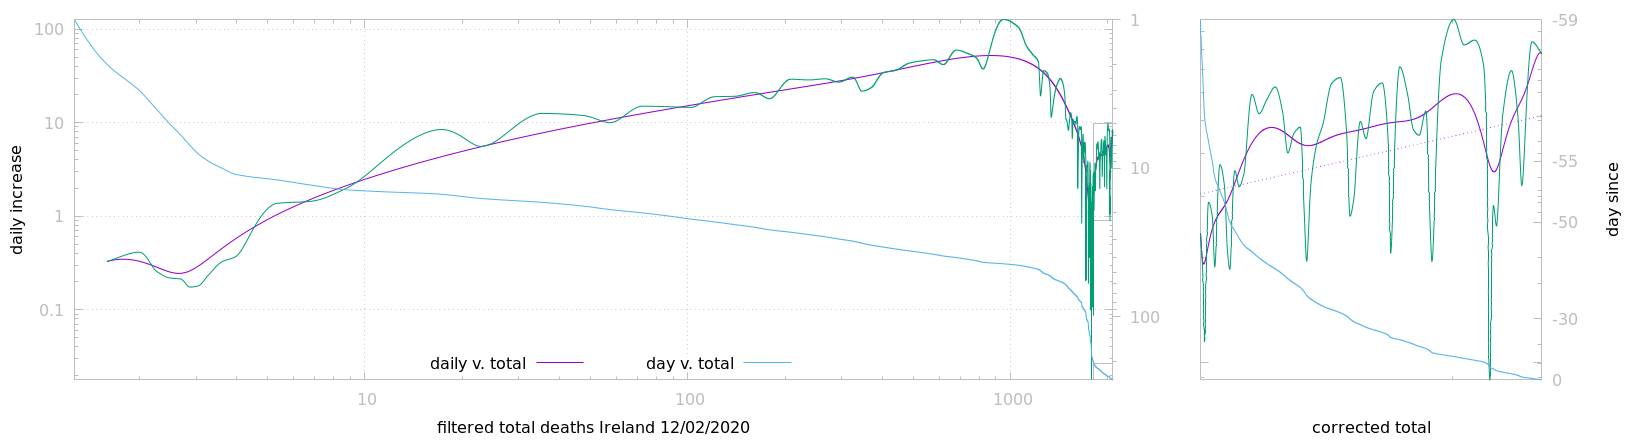 100
10
1
0.1
daily increase
1
10
100
daily v. total
day v. total
10
100
1000
filtered total deaths Ireland 12/02/2020
-59
-55
-50
-30
0
day since
corrected total